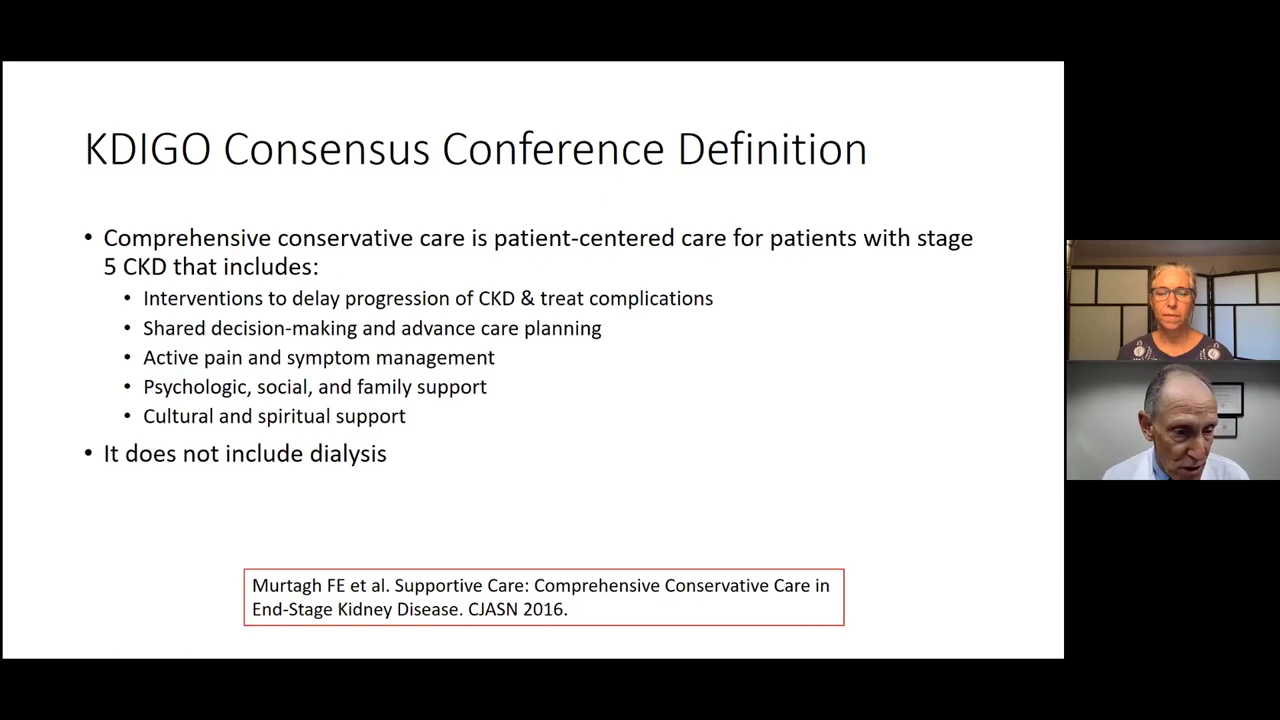 KDIGO Consensus Conference Definition
• Comprehensive conservative care is patient-centered care for patients with stage
5 CKD that includes:
• Interventions to delay progression of CKD & treat complications
• Shared decision-making and advance care planning
• Active pain and symptom management
• Psychologic, social, and family support
• Cultural and spiritual support
• It does not include dialysis
Murtagh FE et al. Supportive Care: Comprehensive Conservative Care in
End-Stage Kidney Disease. CJASN 2016.